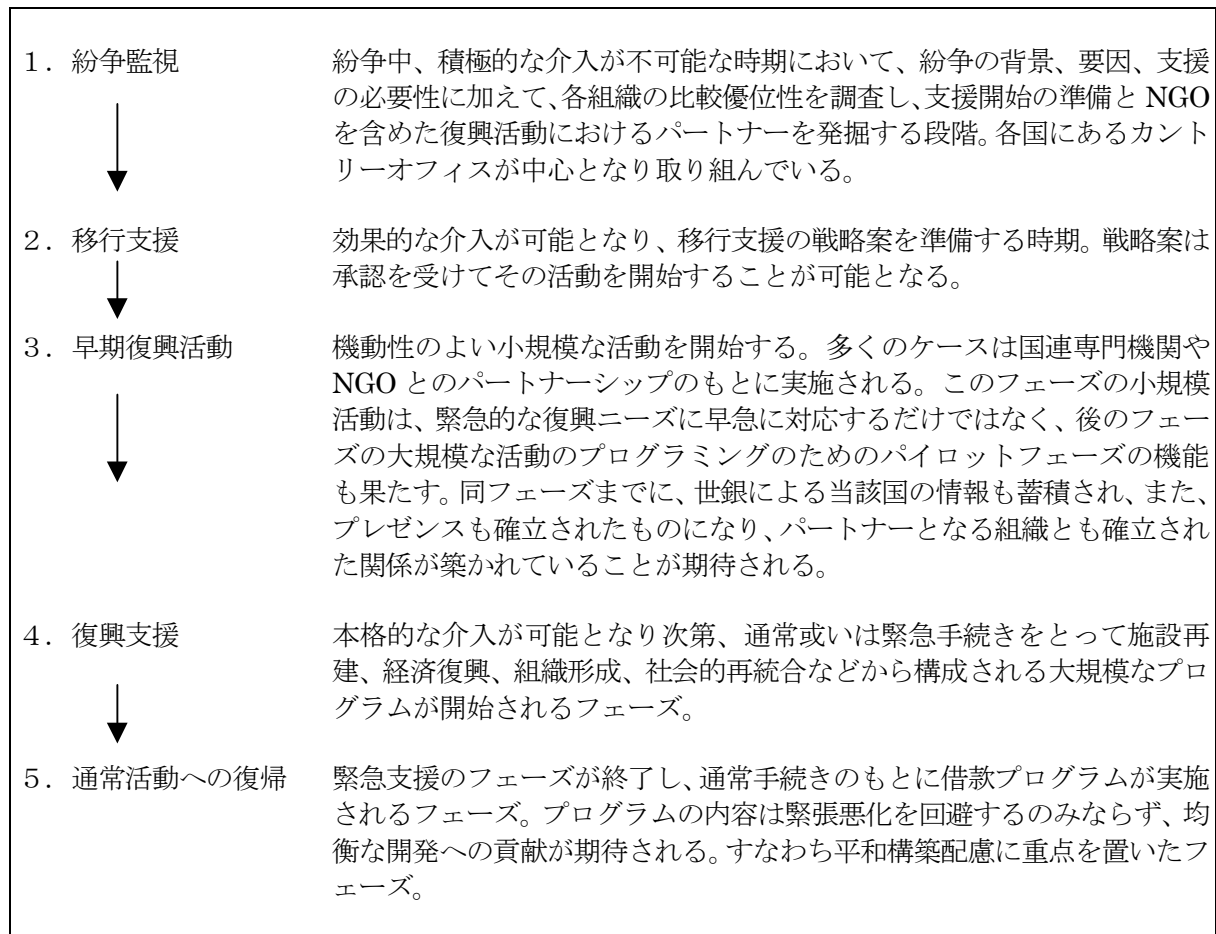 1. 紛争監視 紛争中、積極的な介入が不可能な時期において、紛争の背景、要因、支援
の必要性に加えて、各組織の比較優位性を調査し、支援開始の準備と NGO
を含めた復興活動におけるパートナーを発掘する段階。各国にあるカント
リーオフィスが中心となり取り組んでいる。
2. 移行支援 効果的な介入が可能となり、移行支援の戦略案を準備する時期。戦略案は
承認を受けてその活動を開始することが可能となる。
3. 早期復興活動 機動性のよい小規模な活動を開始する。多くのケースは国連専門機関や
NGO とのパートナーシップのもとに実施される。このフェーズの小規模
活動は、緊急的な復興ニーズに早急に対応するだけではなく、後のフェー
ズの大規模な活動のプログラミングのためのパイロットフェーズの機能
も果たす。同フェーズまでに、世銀による当該国の情報も蓄積され、また、
プレゼンスも確立されたものになり、パートナーとなる組織とも確立され
た関係が築かれていることが期待される。
4. 復興支援 本格的な介入が可能となり次第、通常或いは緊急手続きをとって施設再
建、経済復興、組織形成、社会的再統合などから構成される大規模なプロ
グラムが開始されるフェーズ。
5. 通常活動への復帰 緊急支援のフェーズが終了し、通常手続きのもとに借款プログラムが実施
されるフェーズ。プログラムの内容は緊張悪化を回避するのみならず、均
衡な開発への貢献が期待される。すなわち平和構築配慮に重点を置いたフ
ェーズ。